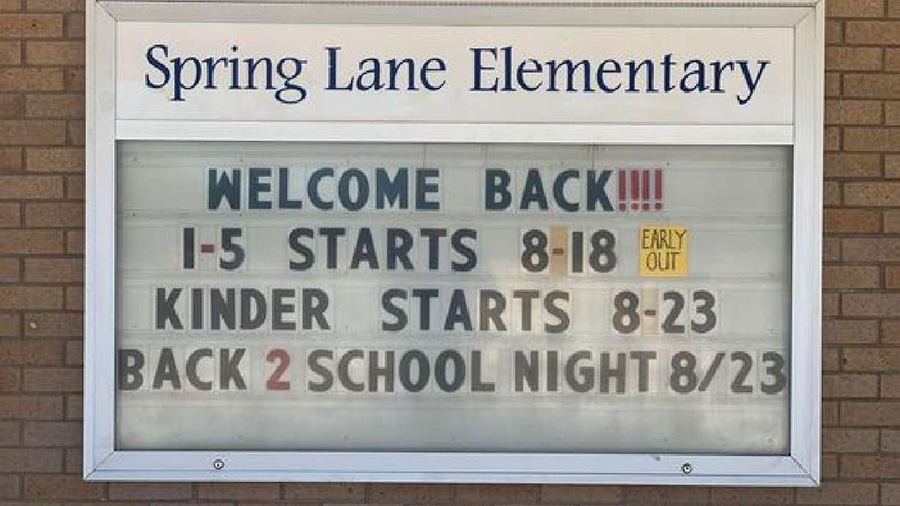 Spring Lane Elementary
WELCOME BACK!!!!
1-5 STARTS 8-18 EARLY OUT
KINDER STARTS 8-23
BACK 2 SCHOOL NIGHT 8/23